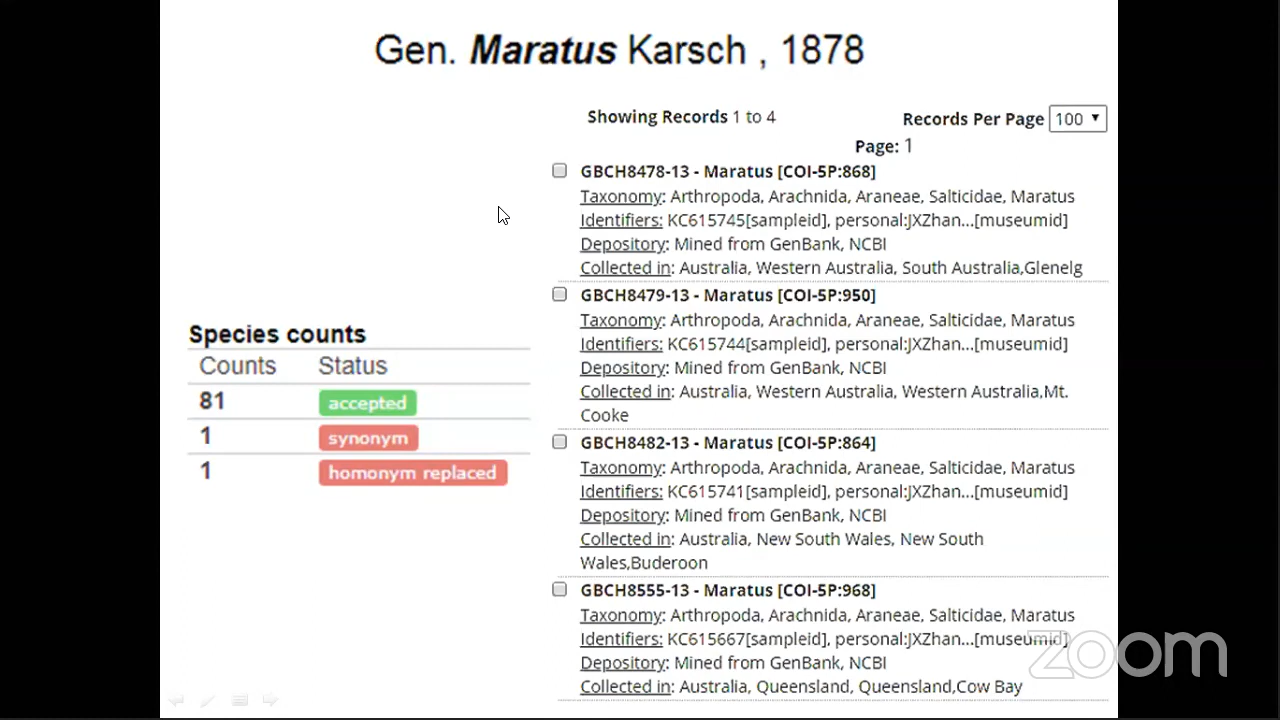 Gen. Maratus Karsch , 1878
Showing Records 1 to 4
Records Per Page 100 ▼
Page: 1
GBCH8478-13 - Maratus [COI-5P:868]
Taxonomy: Arthropoda, Arachnida, Araneae, Salticidae, Maratus
Identifiers: KC615745[sampleid], personal:JXZhan...[museumid]
Depository: Mined from GenBank, NCBI
Collected in: Australia, Western Australia, South Australia,Glenelg
GBCH8479-13 - Maratus [COI-5P:950]
Taxonomy: Arthropoda, Arachnida, Araneae, Salticidae, Maratus
Identifiers: KC615744[sampleid], personal:JXZhan...[museumid]
Depository: Mined from GenBank, NCBI
Collected in: Australia, Western Australia, Western Australia,Mt.
Cooke
GBCH8482-13 - Maratus [COI-5P:864]
Taxonomy: Arthropoda, Arachnida, Araneae, Salticidae, Maratus
Identifiers: KC615741[sampleid], personal:JXZhan...[museumid]
Depository: Mined from GenBank, NCBI
Collected in: Australia, New South Wales, New South
Wales,Buderoon
GBCH8555-13 - Maratus [COI-5P:968]
Taxonomy: Arthropoda, Arachnida, Araneae, Salticidae, Maratus
Identifiers: KC615667[sampleid], personal:JXZhan...[museumid]
Depository: Mined from GenBank, NCBI
Collected in: Australia, Queensland, Queensland,Cow Bay
Species counts
Counts Status
81 accepted
1 synonym
1 homonym replaced
zoom